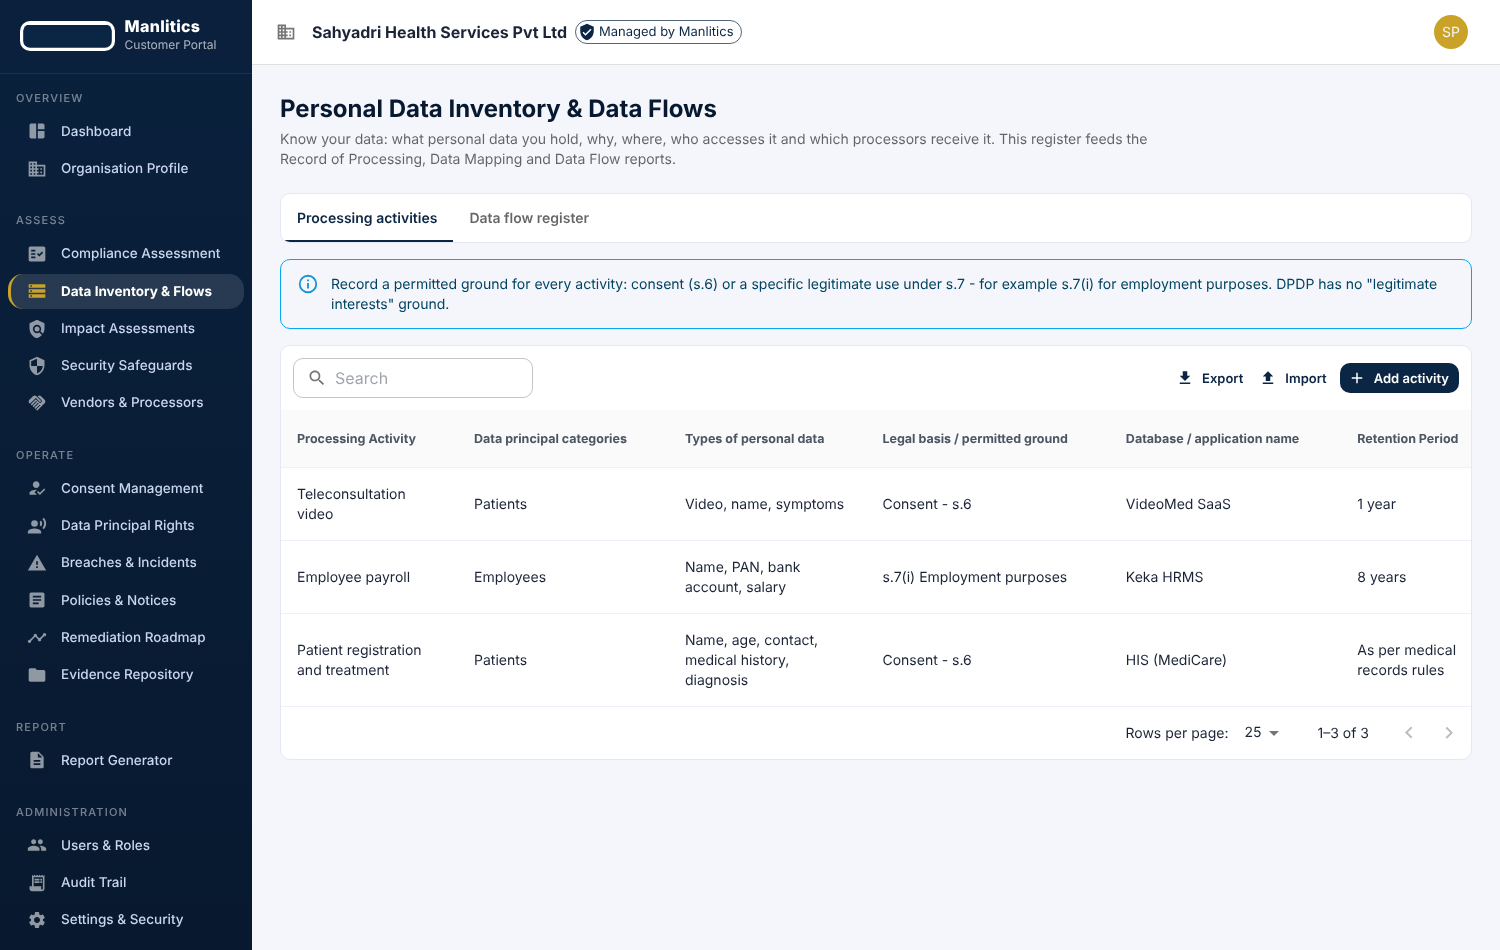 Manlitics
Customer Portal
OVERVIEW
Dashboard
Organisation Profile
ASSESS
Compliance Assessment
Data Inventory & Flows
Impact Assessments
Security Safeguards
Vendors & Processors
OPERATE
Consent Management
Data Principal Rights
Breaches & Incidents
Policies & Notices
Remediation Roadmap
Evidence Repository
REPORT
Report Generator
ADMINISTRATION
Users & Roles
Audit Trail
Settings & Security
Sahyadri Health Services Pvt Ltd Managed by Manlitics
SP
Personal Data Inventory & Data Flows
Know your data: what personal data you hold, why, where, who accesses it and which processors receive it. This register feeds the
Record of Processing, Data Mapping and Data Flow reports.
Processing activities Data flow register
Record a permitted ground for every activity: consent (s.6) or a specific legitimate use under s.7 - for example s.7(i) for employment purposes. DPDP has no "legitimate
interests" ground.
Search Export Import + Add activity
Processing Activity Data principal categories Types of personal data Legal basis / permitted ground Database / application name Retention Period
Teleconsultation
video
Patients
Video, name, symptoms
Consent - s.6
VideoMed SaaS
1 year
Employee payroll
Employees
Name, PAN, bank
account, salary
s.7(i) Employment purposes
Keka HRMS
8 years
Patient registration
and treatment
Patients
Name, age, contact,
medical history,
diagnosis
Consent - s.6
HIS (MediCare)
As per medical
records rules
Rows per page: 25 1–3 of 3